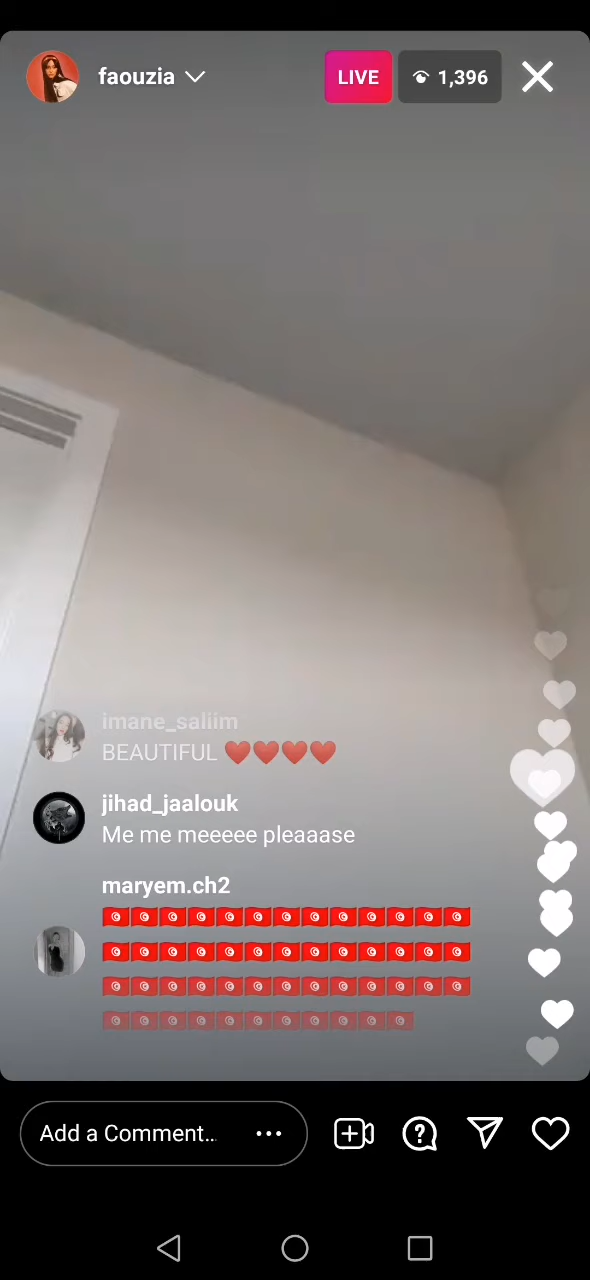 faouzia
LIVE
1,396
imane_saliim
BEAUTIFUL ❤️❤️❤️❤️
jihad_jaalouk
Me me meeeee pleaaase
maryem.ch2
🇹🇳🇹🇳🇹🇳🇹🇳🇹🇳🇹🇳🇹🇳🇹🇳🇹🇳🇹🇳🇹🇳🇹🇳🇹🇳
🇹🇳🇹🇳🇹🇳🇹🇳🇹🇳🇹🇳🇹🇳🇹🇳🇹🇳🇹🇳🇹🇳🇹🇳🇹🇳
🇹🇳🇹🇳🇹🇳🇹🇳🇹🇳🇹🇳🇹🇳🇹🇳🇹🇳🇹🇳🇹🇳🇹🇳🇹🇳
🇹🇳🇹🇳🇹🇳🇹🇳🇹🇳🇹🇳🇹🇳🇹🇳🇹🇳🇹🇳🇹🇳
Add a Comment...